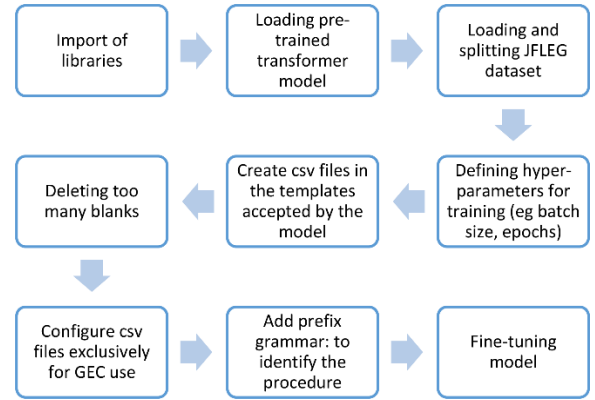 Import of
libraries
Loading pre-
trained
transformer
model
Loading and
splitting JFLEG
dataset
Defining hyper-
parameters for
training (eg batch
size, epochs)
Create csv files in
the templates
accepted by the
model
Deleting too
many blanks
Configure csv
files exclusively
for GEC use
Add prefix
grammar: to
identify the
procedure
Fine-tuning
model